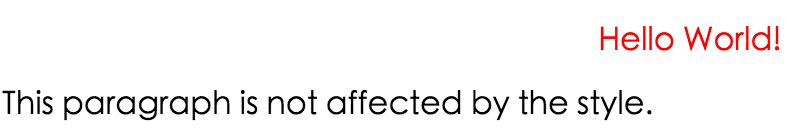 Hello World!
This paragraph is not affected by the style.